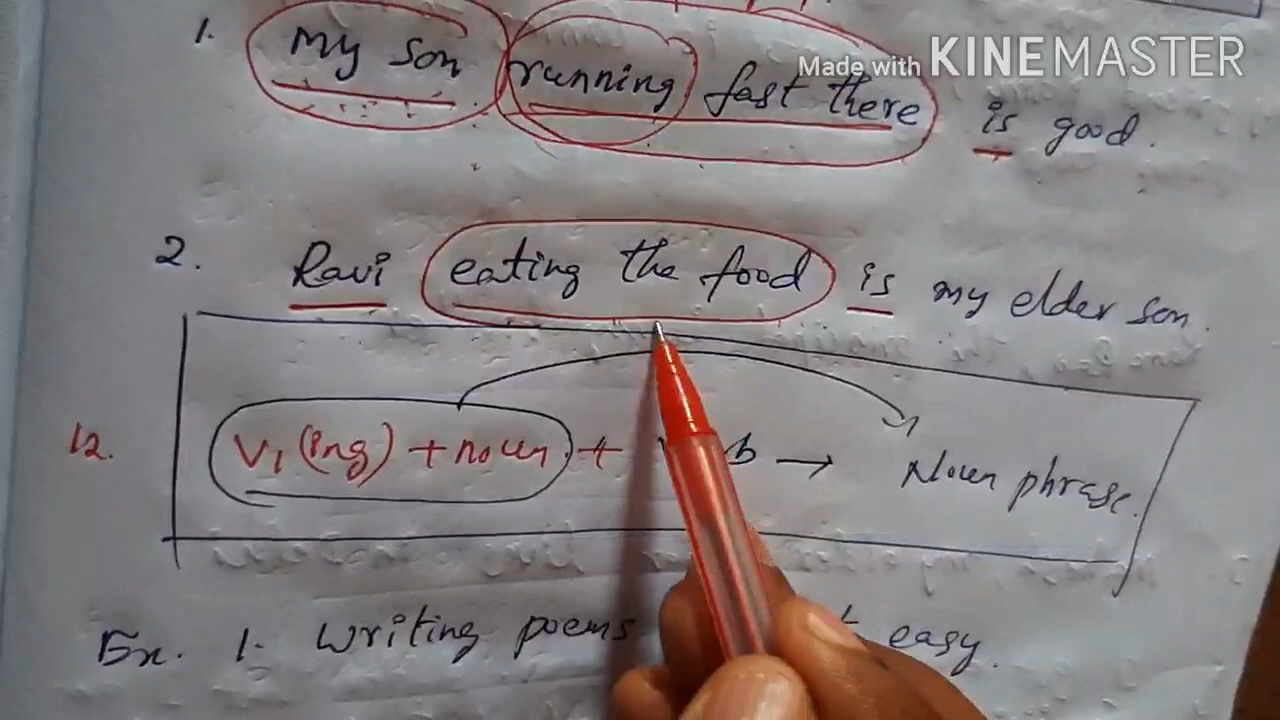 Made with KINEMASTER
1. My son running fast there is good.
2. Ravi eating the food is my elder son.
12. V1 (ing) + noun + → Noun phrase.
Ex. 1. Writing poems easy.